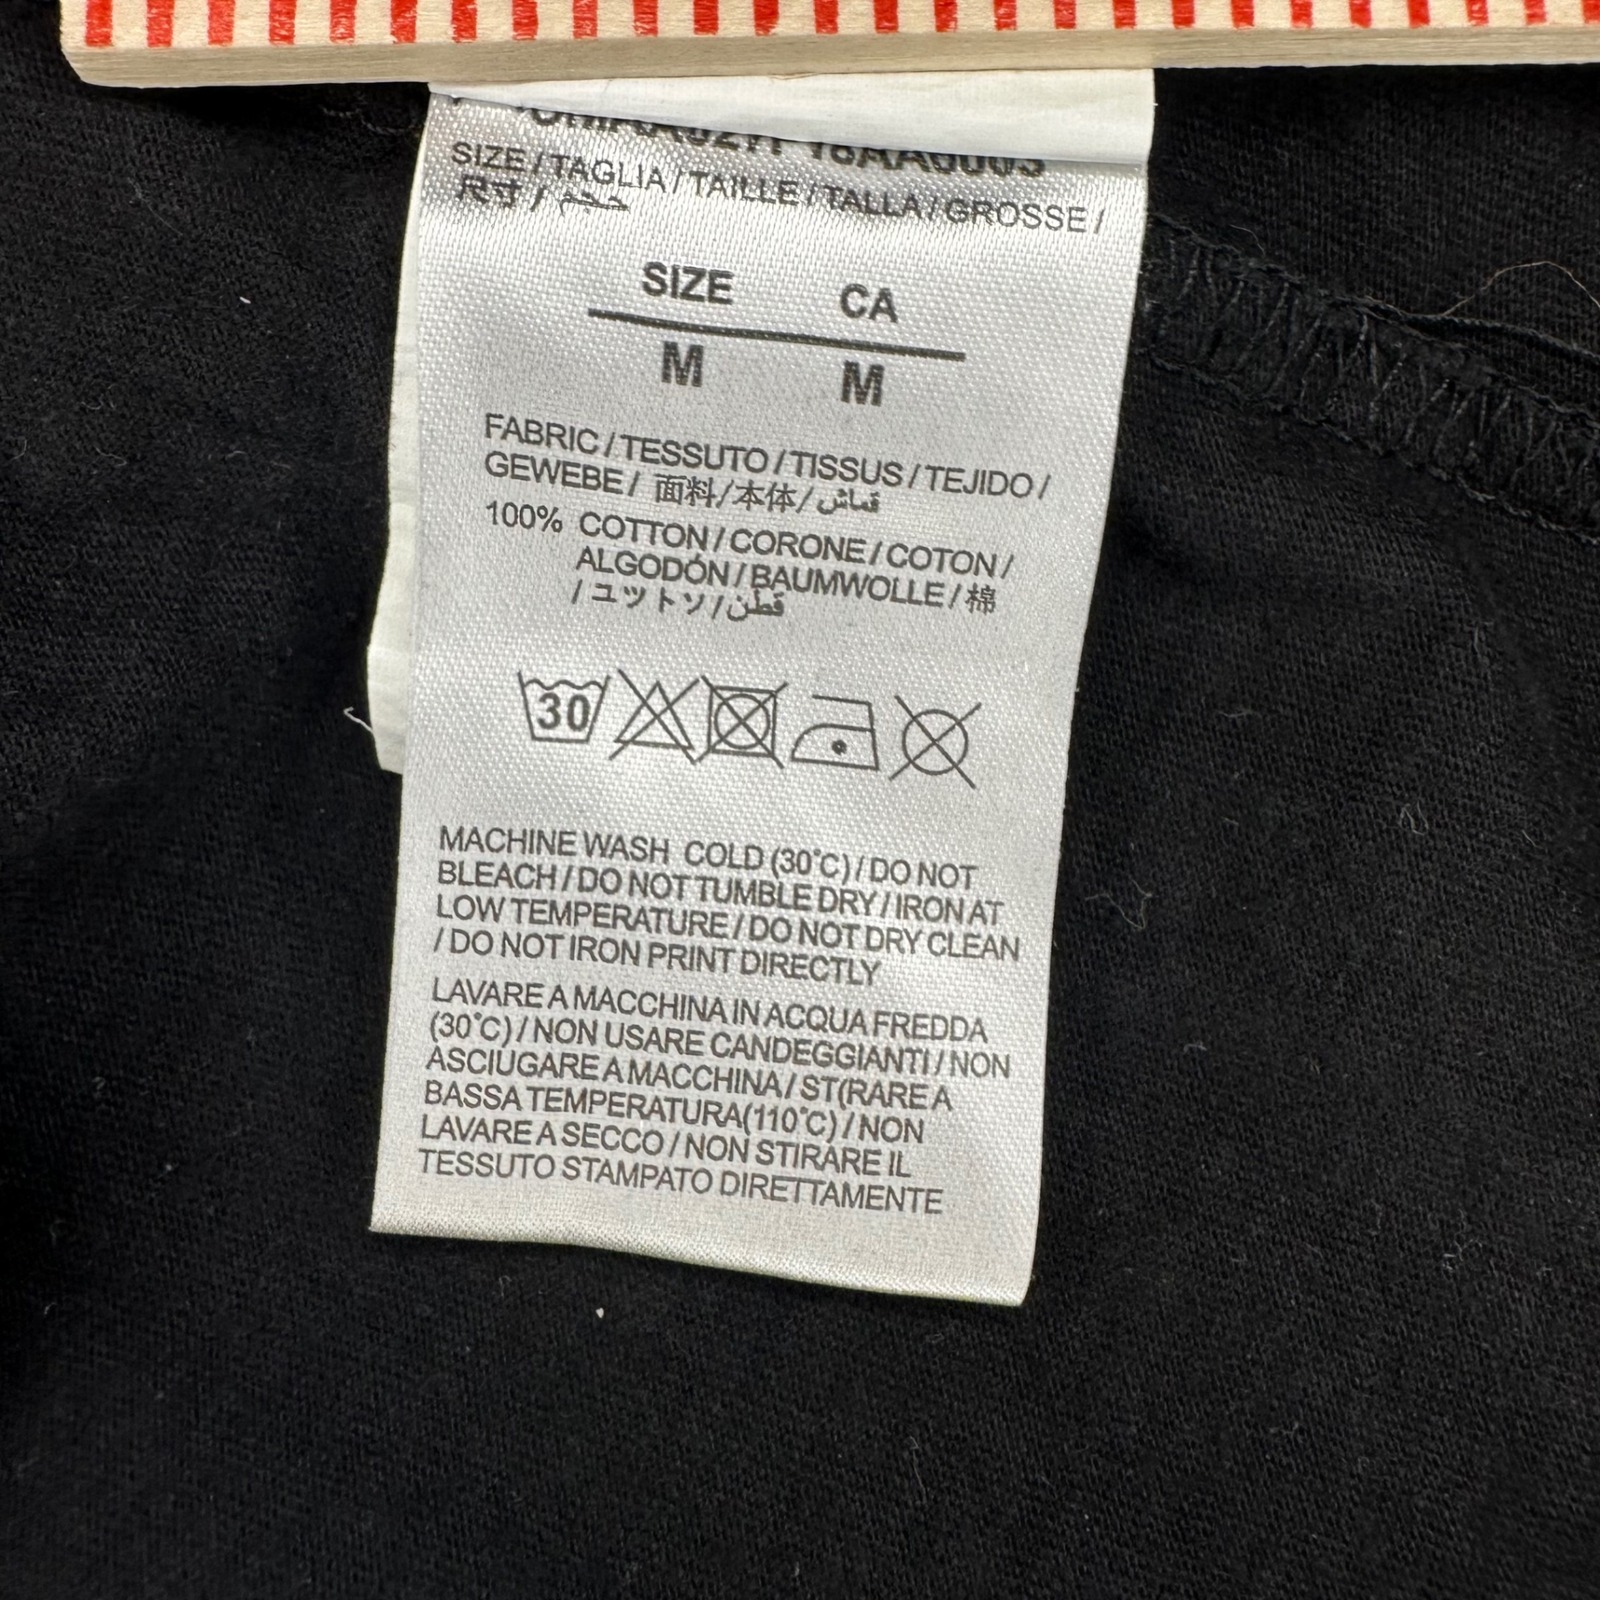 SIZE / TAGLIA / TAILLE / TALLA / GROSSE /
尺寸 / حجم
SIZE CA
M M
FABRIC / TESSUTO / TISSUS / TEJIDO /
GEWEBE / 面料/本体/قماش
100% COTTON / CORONE / COTON /
ALGODÓN / BAUMWOLLE / 棉
/ ユットソ/قطن
30
MACHINE WASH COLD (30°C) / DO NOT
BLEACH / DO NOT TUMBLE DRY / IRON AT
LOW TEMPERATURE / DO NOT DRY CLEAN
/ DO NOT IRON PRINT DIRECTLY
LAVARE A MACCHINA IN ACQUA FREDDA
(30°C) / NON USARE CANDEGGIANTI / NON
ASCIUGARE A MACCHINA / ST(RARE A
BASSA TEMPERATURA(110°C) / NON
LAVARE A SECCO / NON STIRARE IL
TESSUTO STAMPATO DIRETTAMENTE